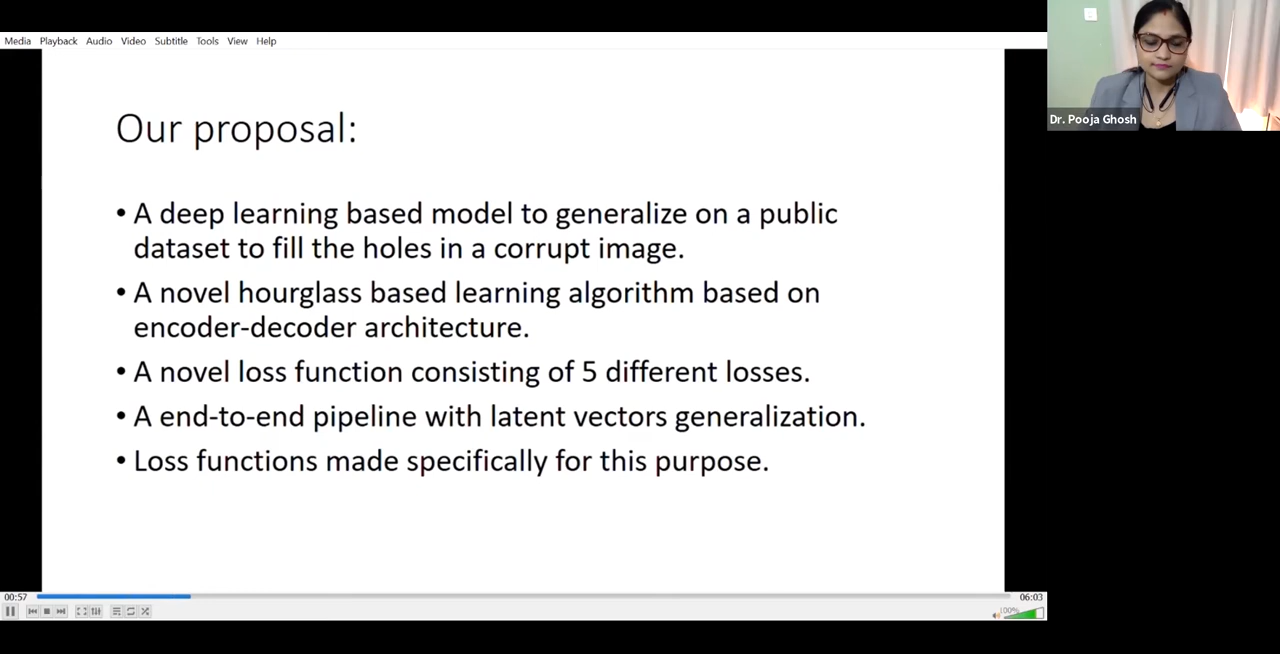 Media Playback Audio Video Subtitle Tools View Help
Our proposal:
• A deep learning based model to generalize on a public
dataset to fill the holes in a corrupt image.
• A novel hourglass based learning algorithm based on
encoder-decoder architecture.
• A novel loss function consisting of 5 different losses.
• A end-to-end pipeline with latent vectors generalization.
• Loss functions made specifically for this purpose.
Dr. Pooja Ghosh
00:57
06:03
100%